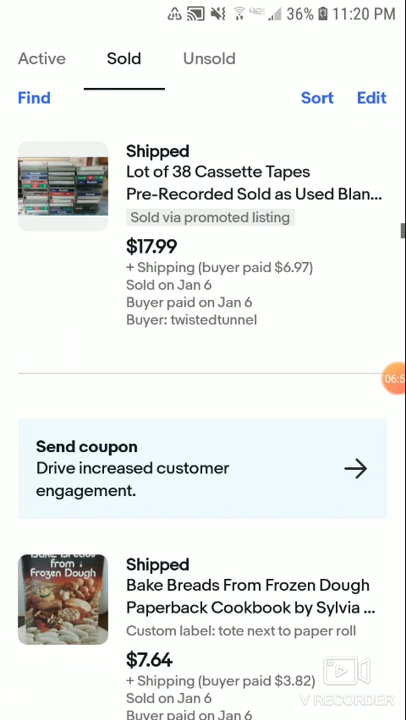 36% 11:20 PM
Active Sold Unsold
Find Sort Edit
Shipped
Lot of 38 Cassette Tapes
Pre-Recorded Sold as Used Blan...
Sold via promoted listing
$17.99
+ Shipping (buyer paid $6.97)
Sold on Jan 6
Buyer paid on Jan 6
Buyer: twistedtunnel
06:5
Send coupon
Drive increased customer
engagement.
Bake Breads
from
Frozen Dough
Shipped
Bake Breads From Frozen Dough
Paperback Cookbook by Sylvia ...
Custom label: tote next to paper roll
$7.64
+ Shipping (buyer paid $3.82)
Sold on Jan 6
Buyer paid on Jan 6
V RECORDER